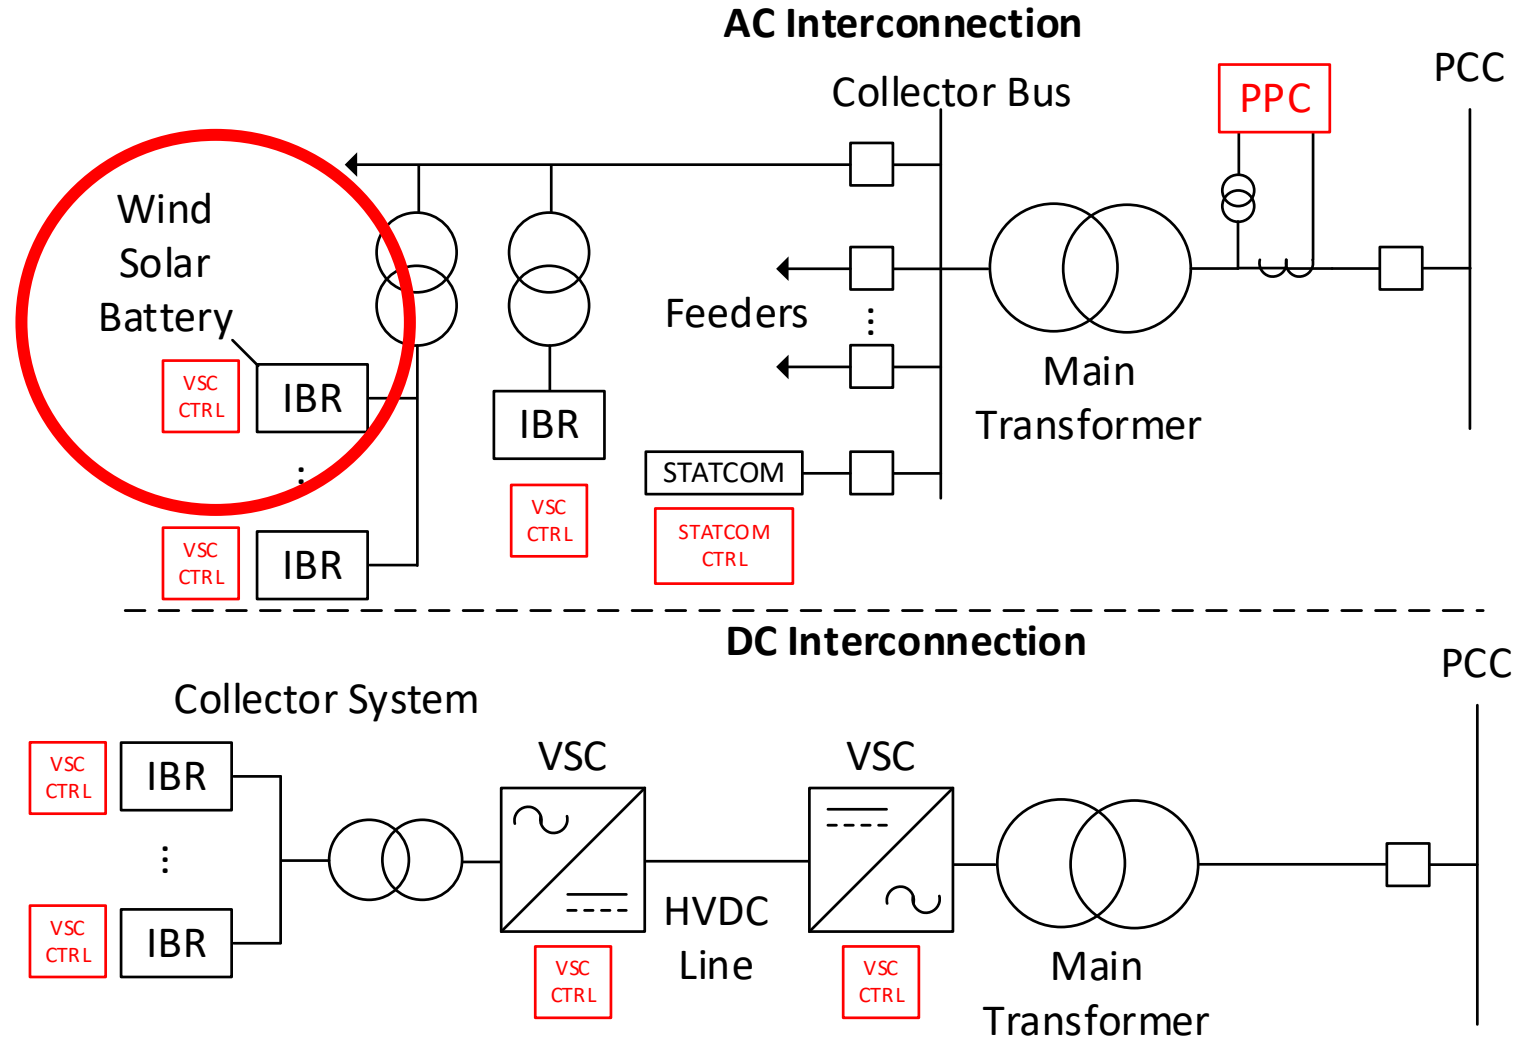 AC Interconnection
Collector Bus
PPC
PCC
Wind
Solar
Battery
Feeders
VSC
CTRL
IBR
IBR
Main
Transformer
STATCOM
VSC
CTRL
STATCOM
CTRL
VSC
CTRL
IBR
DC Interconnection
PCC
Collector System
VSC
CTRL
IBR
VSC
VSC
HVDC
Line
VSC
CTRL
IBR
VSC
CTRL
VSC
CTRL
Main
Transformer